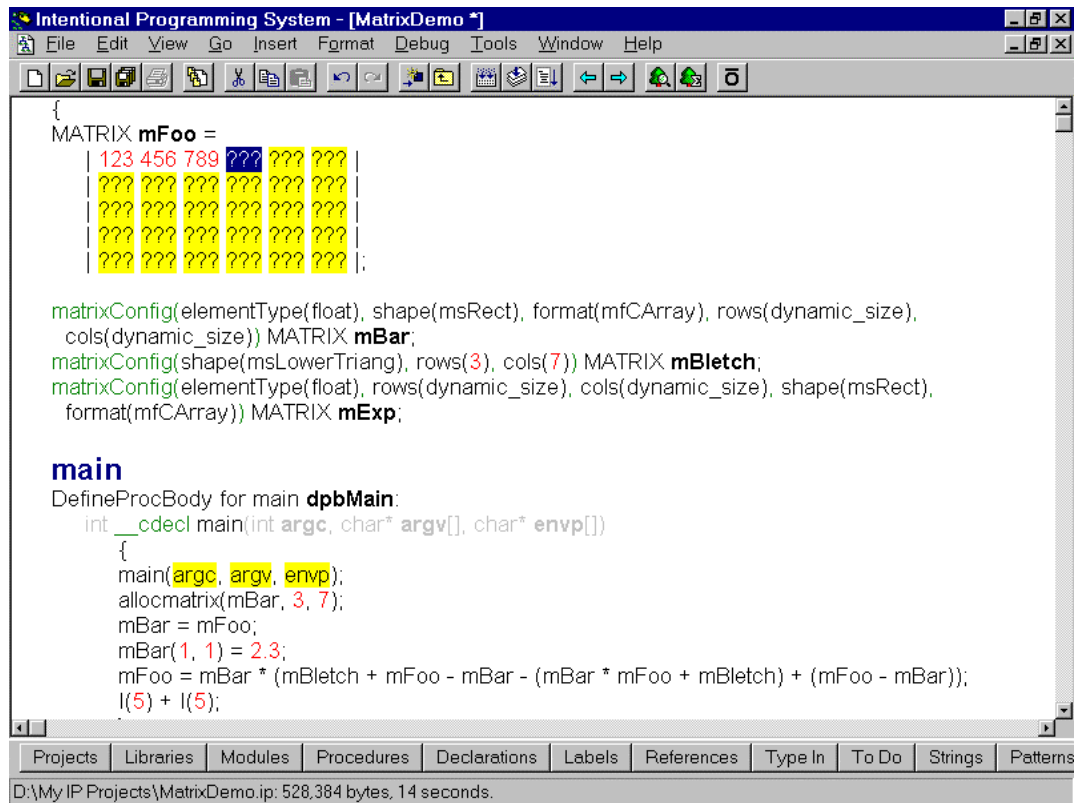 Intentional Programming System - [MatrixDemo *]
File Edit View Go Insert Format Debug Tools Window Help
{
MATRIX mFoo =
| 123 456 789 ??? ??? ??? |
| ??? ??? ??? ??? ??? ??? |
| ??? ??? ??? ??? ??? ??? |
| ??? ??? ??? ??? ??? ??? |
| ??? ??? ??? ??? ??? ??? |;
matrixConfig(elementType(float), shape(msRect), format(mfCArray), rows(dynamic_size),
cols(dynamic_size)) MATRIX mBar;
matrixConfig(shape(msLowerTriang), rows(3), cols(7)) MATRIX mBletch;
matrixConfig(elementType(float), rows(dynamic_size), cols(dynamic_size), shape(msRect),
format(mfCArray)) MATRIX mExp;
main
DefineProcBody for main dpbMain:
int __cdecl main(int argc, char* argv[], char* envp[])
{
main(argc, argv, envp);
allocmatrix(mBar, 3, 7);
mBar = mFoo;
mBar(1, 1) = 2.3;
mFoo = mBar * (mBletch + mFoo - mBar - (mBar * mFoo + mBletch) + (mFoo - mBar));
I(5) + I(5);
Projects Libraries Modules Procedures Declarations Labels References Type In To Do Strings Patterns
D:\My IP Projects\MatrixDemo.ip: 528,384 bytes, 14 seconds.